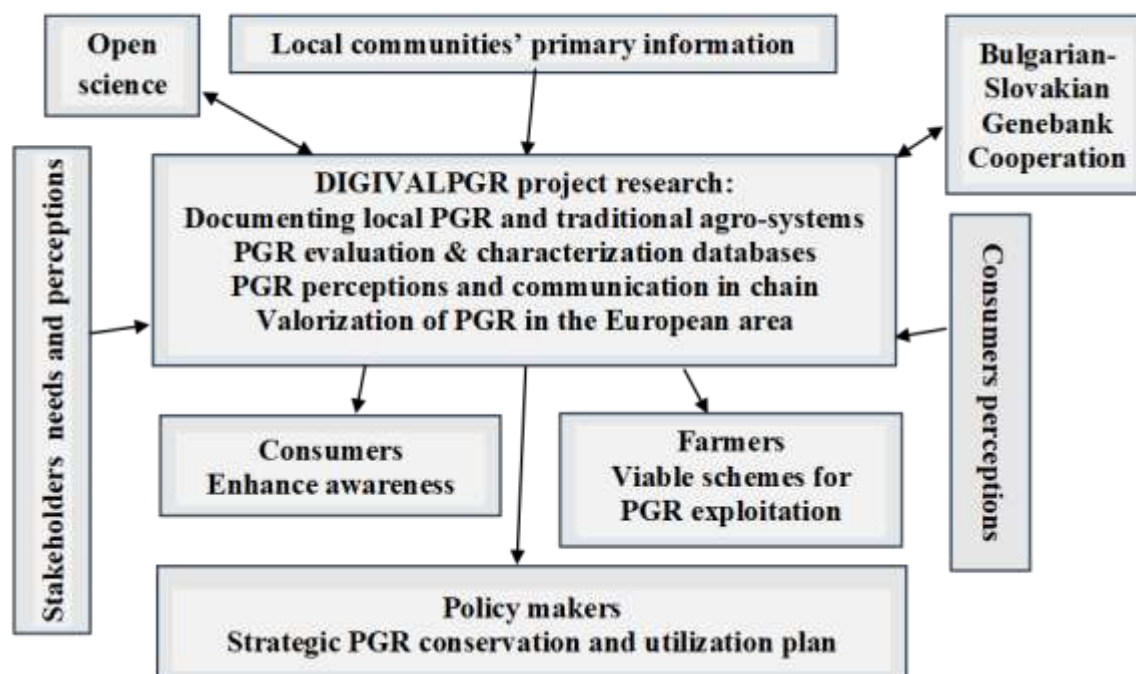 Open
science
Local communities’ primary information
Bulgarian-
Slovakian
Genebank
Cooperation
Stakeholders needs and perceptions
DIGIVALPGR project research:
Documenting local PGR and traditional agro-systems
PGR evaluation & characterization databases
PGR perceptions and communication in chain
Valorization of PGR in the European area
Consumers perceptions
Consumers
Enhance awareness
Farmers
Viable schemes for
PGR exploitation
Policy makers
Strategic PGR conservation and utilization plan